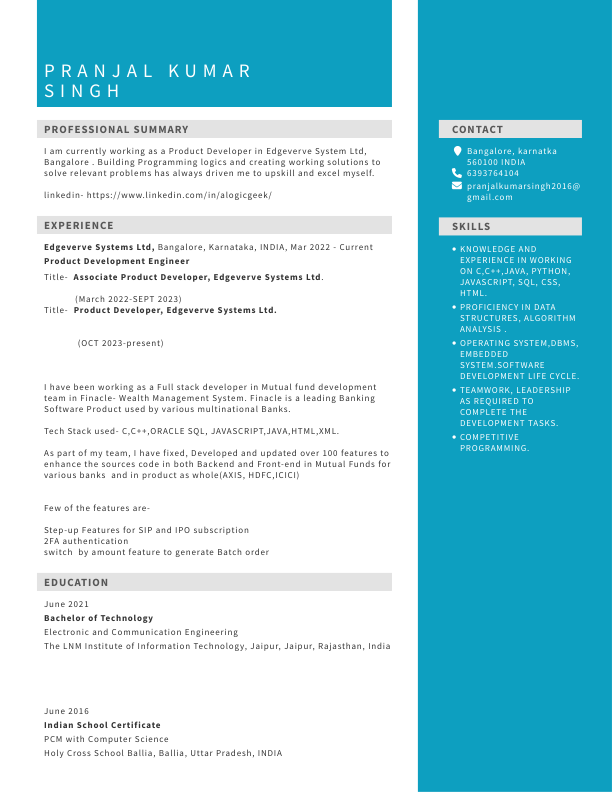 PRANJAL KUMAR
SINGH
PROFESSIONAL SUMMARY
I am currently working as a Product Developer in Edgeverve System Ltd,
Bangalore . Building Programming logics and creating working solutions to
solve relevant problems has always driven me to upskill and excel myself.
linkedin- https://www.linkedin.com/in/alogicgeek/
EXPERIENCE
Edgeverve Systems Ltd, Bangalore, Karnataka, INDIA, Mar 2022 - Current
Product Development Engineer
Title- Associate Product Developer, Edgeverve Systems Ltd.
(March 2022-SEPT 2023)
Title- Product Developer, Edgeverve Systems Ltd.
(OCT 2023-present)
I have been working as a Full stack developer in Mutual fund development
team in Finacle- Wealth Management System. Finacle is a leading Banking
Software Product used by various multinational Banks.
Tech Stack used- C,C++,ORACLE SQL, JAVASCRIPT,JAVA,HTML,XML.
As part of my team, I have fixed, Developed and updated over 100 features to
enhance the sources code in both Backend and Front-end in Mutual Funds for
various banks and in product as whole(AXIS, HDFC,ICICI)
Few of the features are-
Step-up Features for SIP and IPO subscription
2FA authentication
switch by amount feature to generate Batch order
EDUCATION
June 2021
Bachelor of Technology
Electronic and Communication Engineering
The LNM Institute of Information Technology, Jaipur, Jaipur, Rajasthan, India
June 2016
Indian School Certificate
PCM with Computer Science
Holy Cross School Ballia, Ballia, Uttar Pradesh, INDIA
CONTACT
Bangalore, karnatka
560100 INDIA
6393764104
pranjalkumarsingh2016@
gmail.com
SKILLS
• KNOWLEDGE AND
EXPERIENCE IN WORKING
ON C,C++,JAVA, PYTHON,
JAVASCRIPT, SQL, CSS,
HTML.
• PROFICIENCY IN DATA
STRUCTURES, ALGORITHM
ANALYSIS .
• OPERATING SYSTEM,DBMS,
EMBEDDED
SYSTEM.SOFTWARE
DEVELOPMENT LIFE CYCLE.
• TEAMWORK, LEADERSHIP
AS REQUIRED TO
COMPLETE THE
DEVELOPMENT TASKS.
• COMPETITIVE
PROGRAMMING.